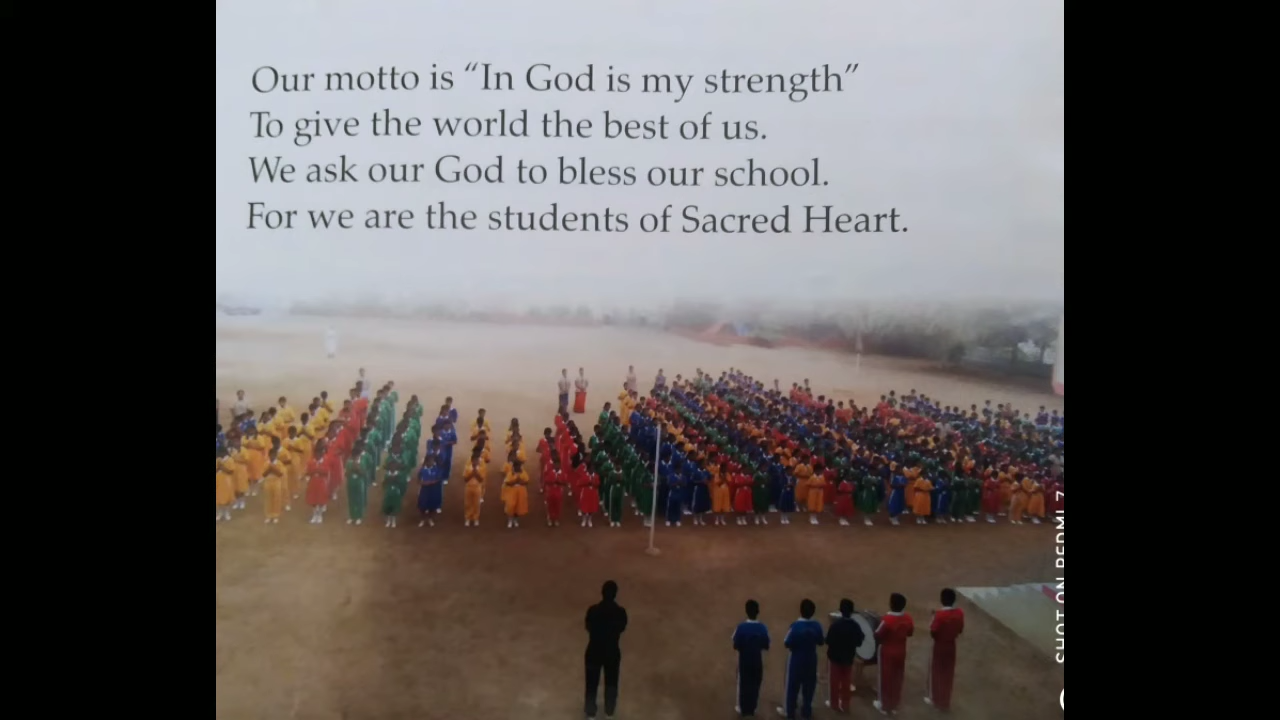 Our motto is “In God is my strength”
To give the world the best of us.
We ask our God to bless our school.
For we are the students of Sacred Heart.
SHOT ON REDMI 7